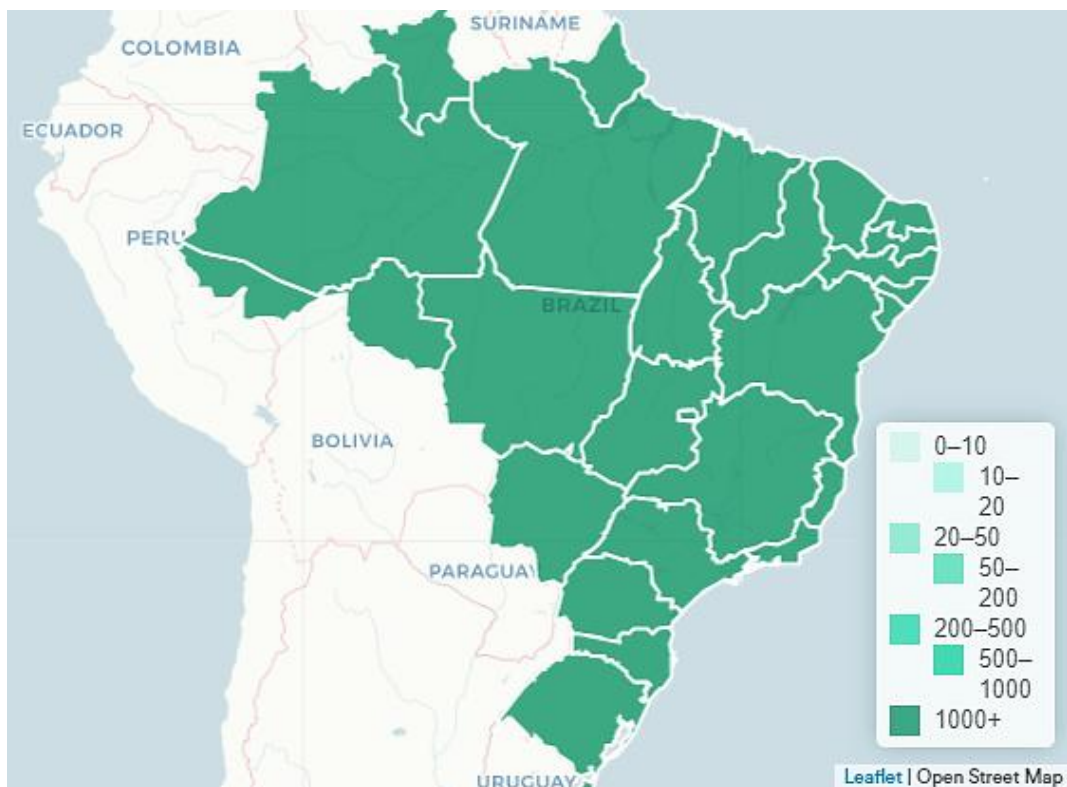 SURINAME
COLOMBIA
ECUADOR
PERU
BRAZIL
BOLIVIA
PARAGUAY
URUGUAY
0–10
10–
20
20–50
50–
200
200–500
500–
1000
1000+
Leaflet | Open Street Map